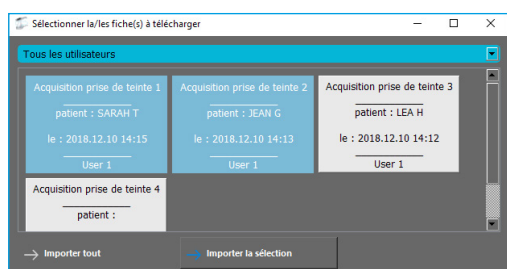 Sélectionner la/les fiche(s) à télécharger
Tous les utilisateurs
Acquisition prise de teinte 1
patient : SARAH T
le : 2018.12.10 14:15
User 1
Acquisition prise de teinte 2
patient : JEAN G
le : 2018.12.10 14:13
User 1
Acquisition prise de teinte 3
patient : LEA H
le : 2018.12.10 14:12
User 1
Acquisition prise de teinte 4
patient :
Importer tout
Importer la sélection